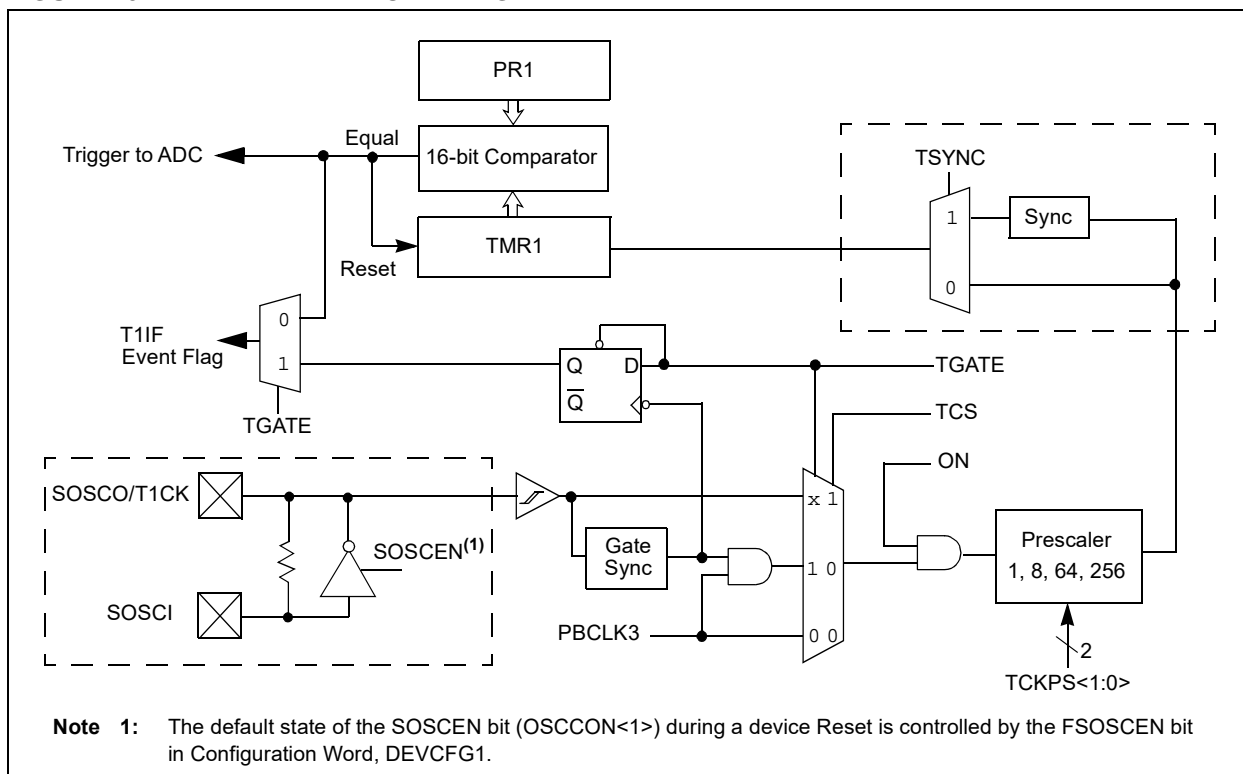 PR1
Equal
Trigger to ADC
16-bit Comparator
TSYNC
1
Sync
TMR1
Reset
0
0
T1IF
Event Flag
1
Q
D
Q
TGATE
TGATE
TCS
ON
SOSCO/T1CK
x 1
SOSCEN(1)
Gate
Sync
1 0
Prescaler
1, 8, 64, 256
SOSCI
PBCLK3
0 0
2
TCKPS<1:0>
Note 1: The default state of the SOSCEN bit (OSCCON<1>) during a device Reset is controlled by the FSOSCEN bit
in Configuration Word, DEVCFG1.